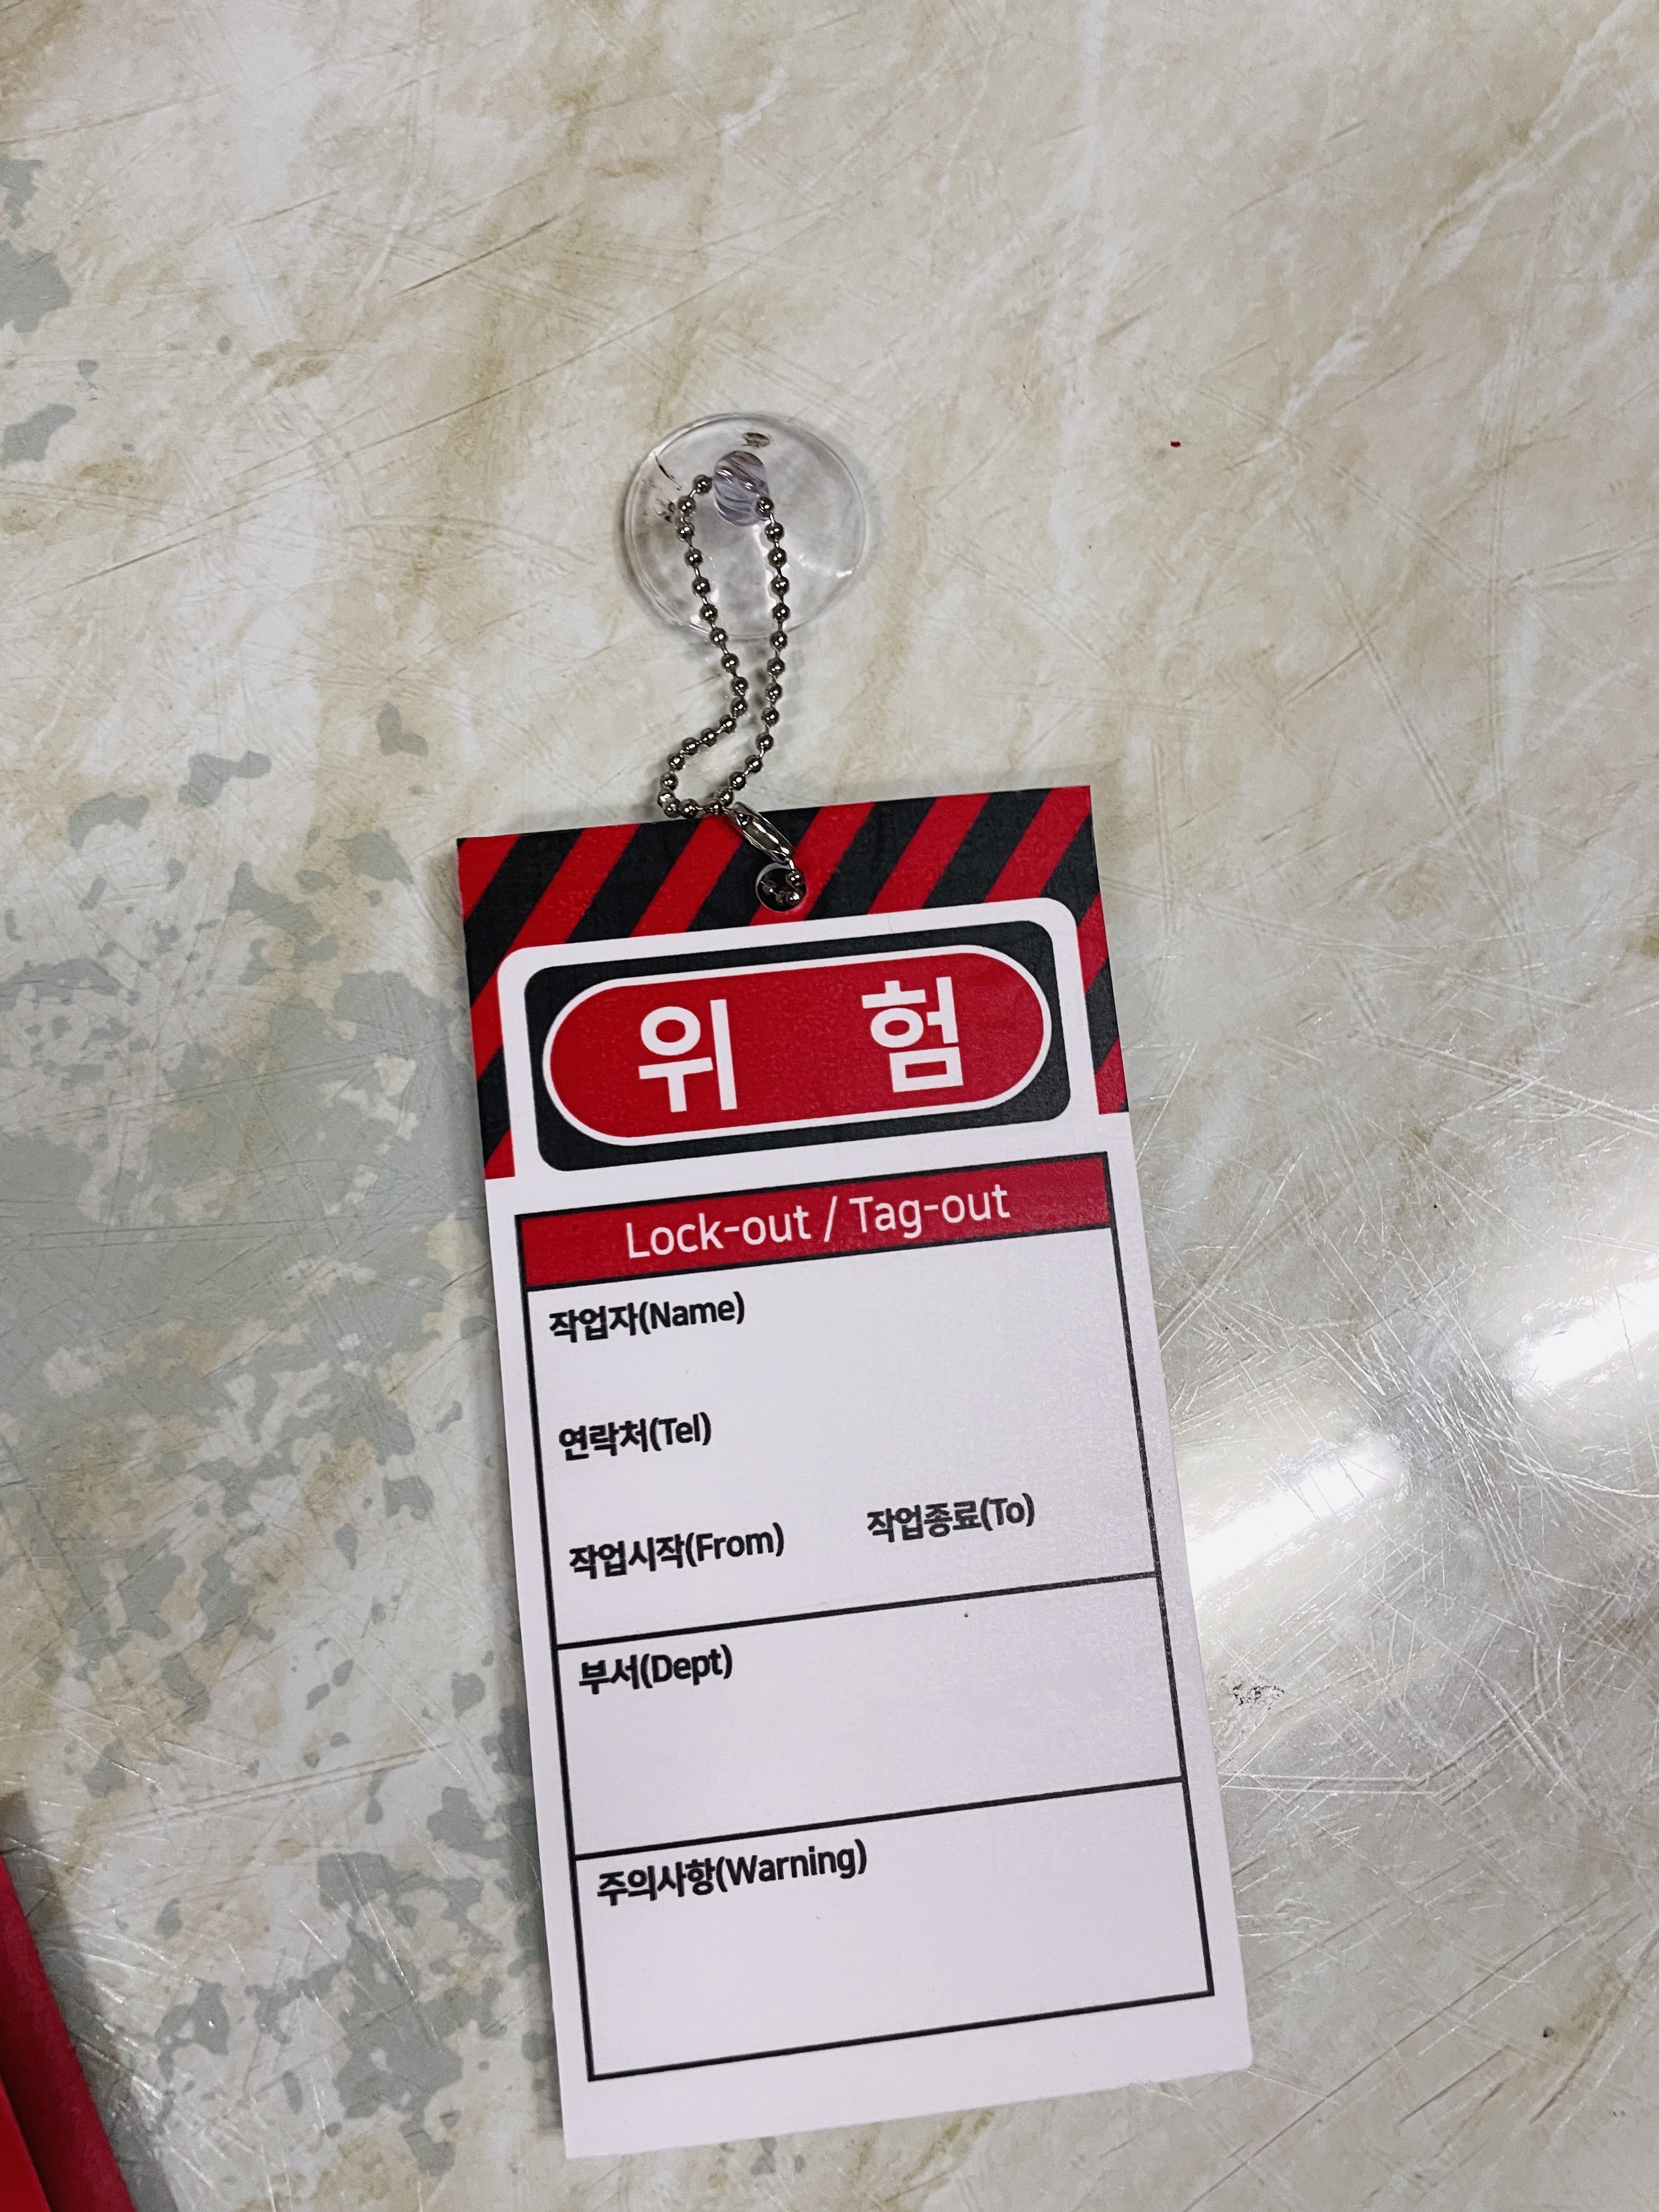 위 험
Lock-out / Tag-out
작업자(Name)
연락처(Tel)
작업시작(From) 작업종료(To)
부서(Dept)
주의사항(Warning)